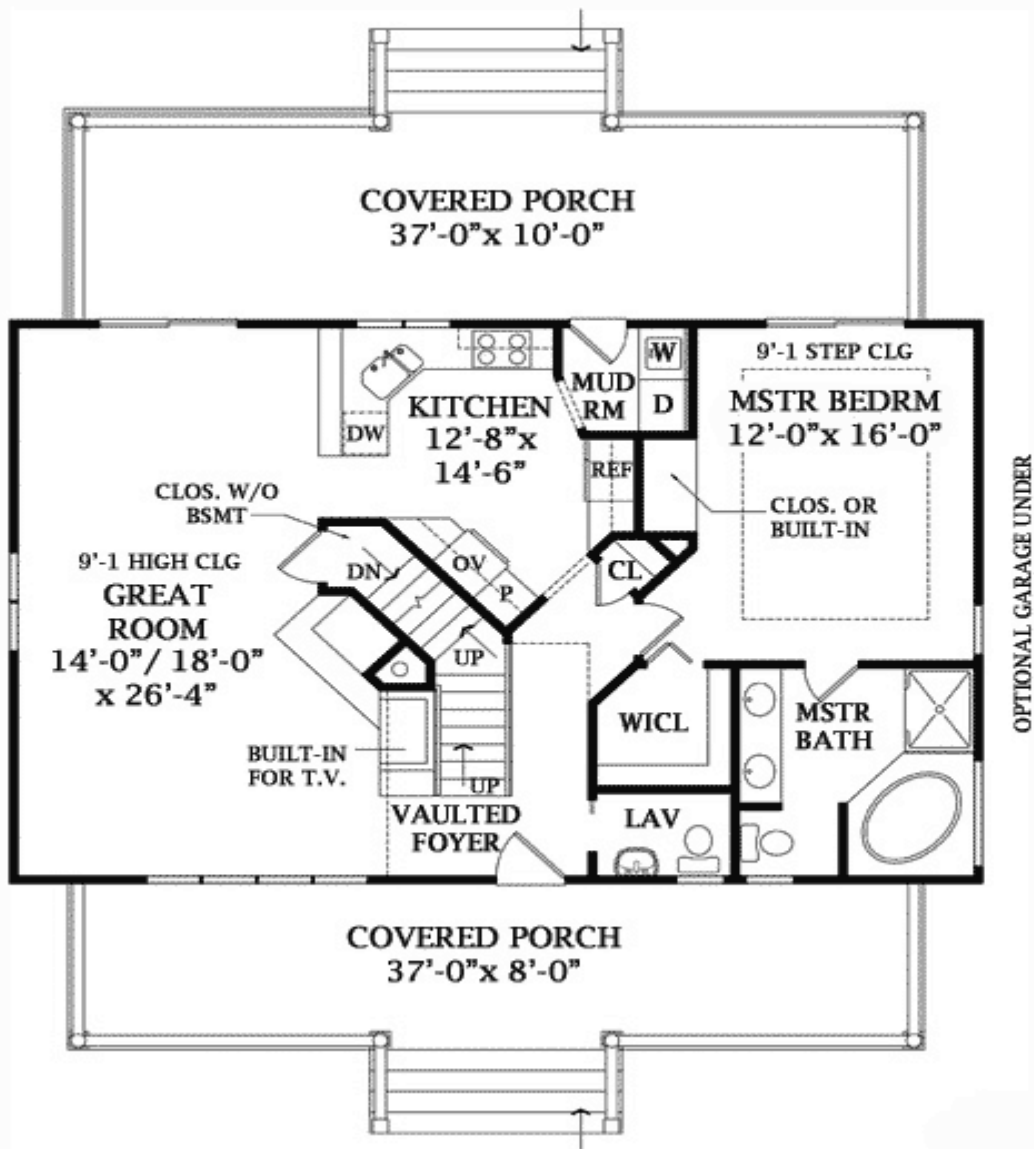 COVERED PORCH
37'-0"x 10'-0"
9'-1 STEP CLG
MSTR BEDRM
12'-0"x 16'-0"
W
MUD
RM
D
KITCHEN
12'-8"x
14'-6"
DW
REF
CLOS. OR
BUILT-IN
CLOS. W/O
BSMT
9'-1 HIGH CLG
GREAT
ROOM
14'-0"/ 18'-0"
x 26'-4"
DN
OV
P
CL
UP
OPTIONAL GARAGE UNDER
WICL
MSTR
BATH
BUILT-IN
FOR T.V.
UP
VAULTED
FOYER
LAV
COVERED PORCH
37'-0"x 8'-0"